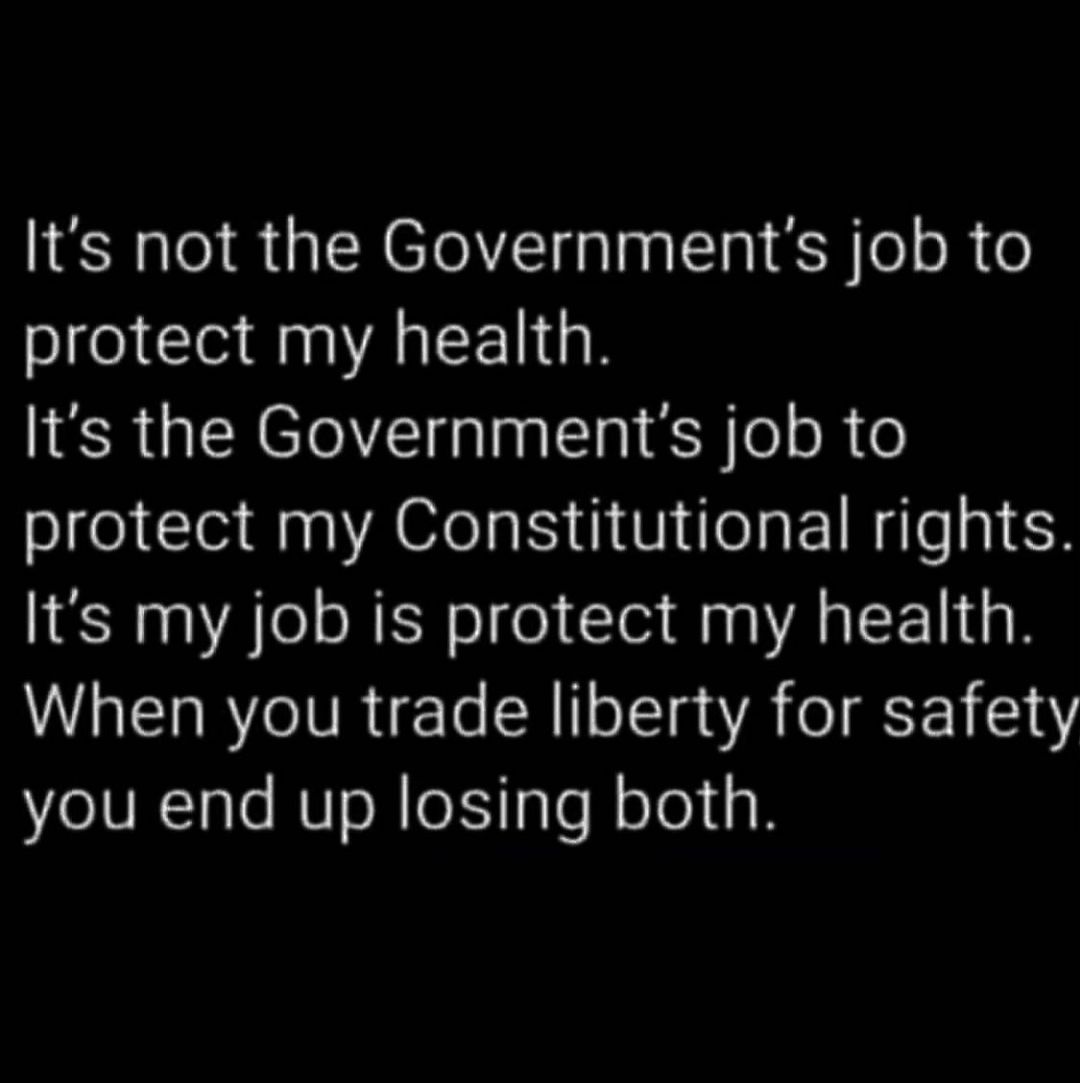 It’s not the Government’s job to
protect my health.
It’s the Government’s job to
protect my Constitutional rights.
It’s my job is protect my health.
When you trade liberty for safety,
you end up losing both.